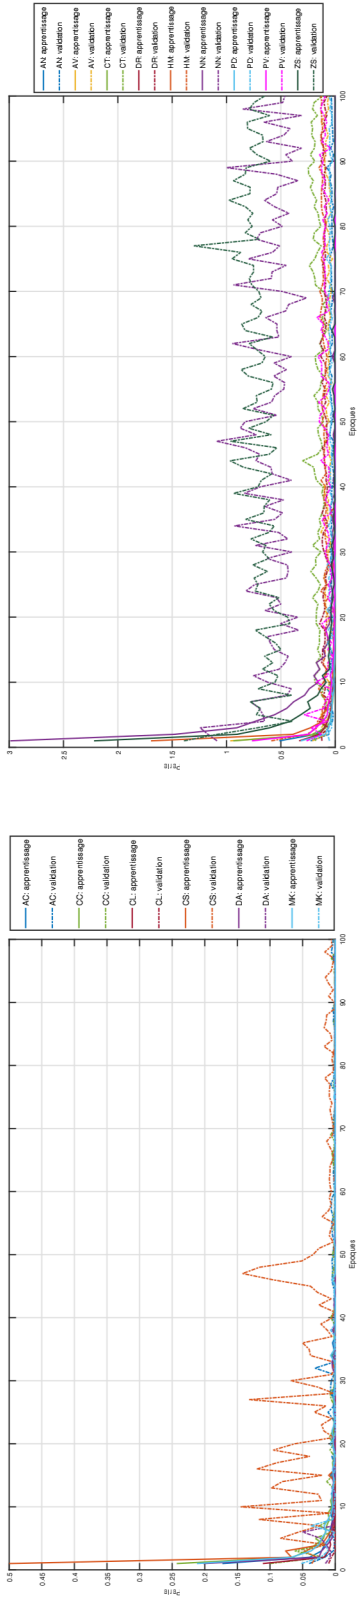 0.5
0.45
0.4
0.35
0.3
0.25
0.2
0.15
0.1
0.05
0
0 10 20 30 40 50 60 70 80 90 100
Epoques
AC: apprentissage
AC: validation
CC: apprentissage
CC: validation
CL: apprentissage
CL: validation
CS: apprentissage
CS: validation
DA: apprentissage
DA: validation
MK: apprentissage
MK: validation
3
2.5
2
1.5
1
0.5
0
0 10 20 30 40 50 60 70 80 90 100
Epoques
AN: apprentissage
AN: validation
AV: apprentissage
AV: validation
CT: apprentissage
CT: validation
DR: apprentissage
DR: validation
HM: apprentissage
HM: validation
NN: apprentissage
NN: validation
PD: apprentissage
PD: validation
PV: apprentissage
PV: validation
ZS: apprentissage
ZS: validation